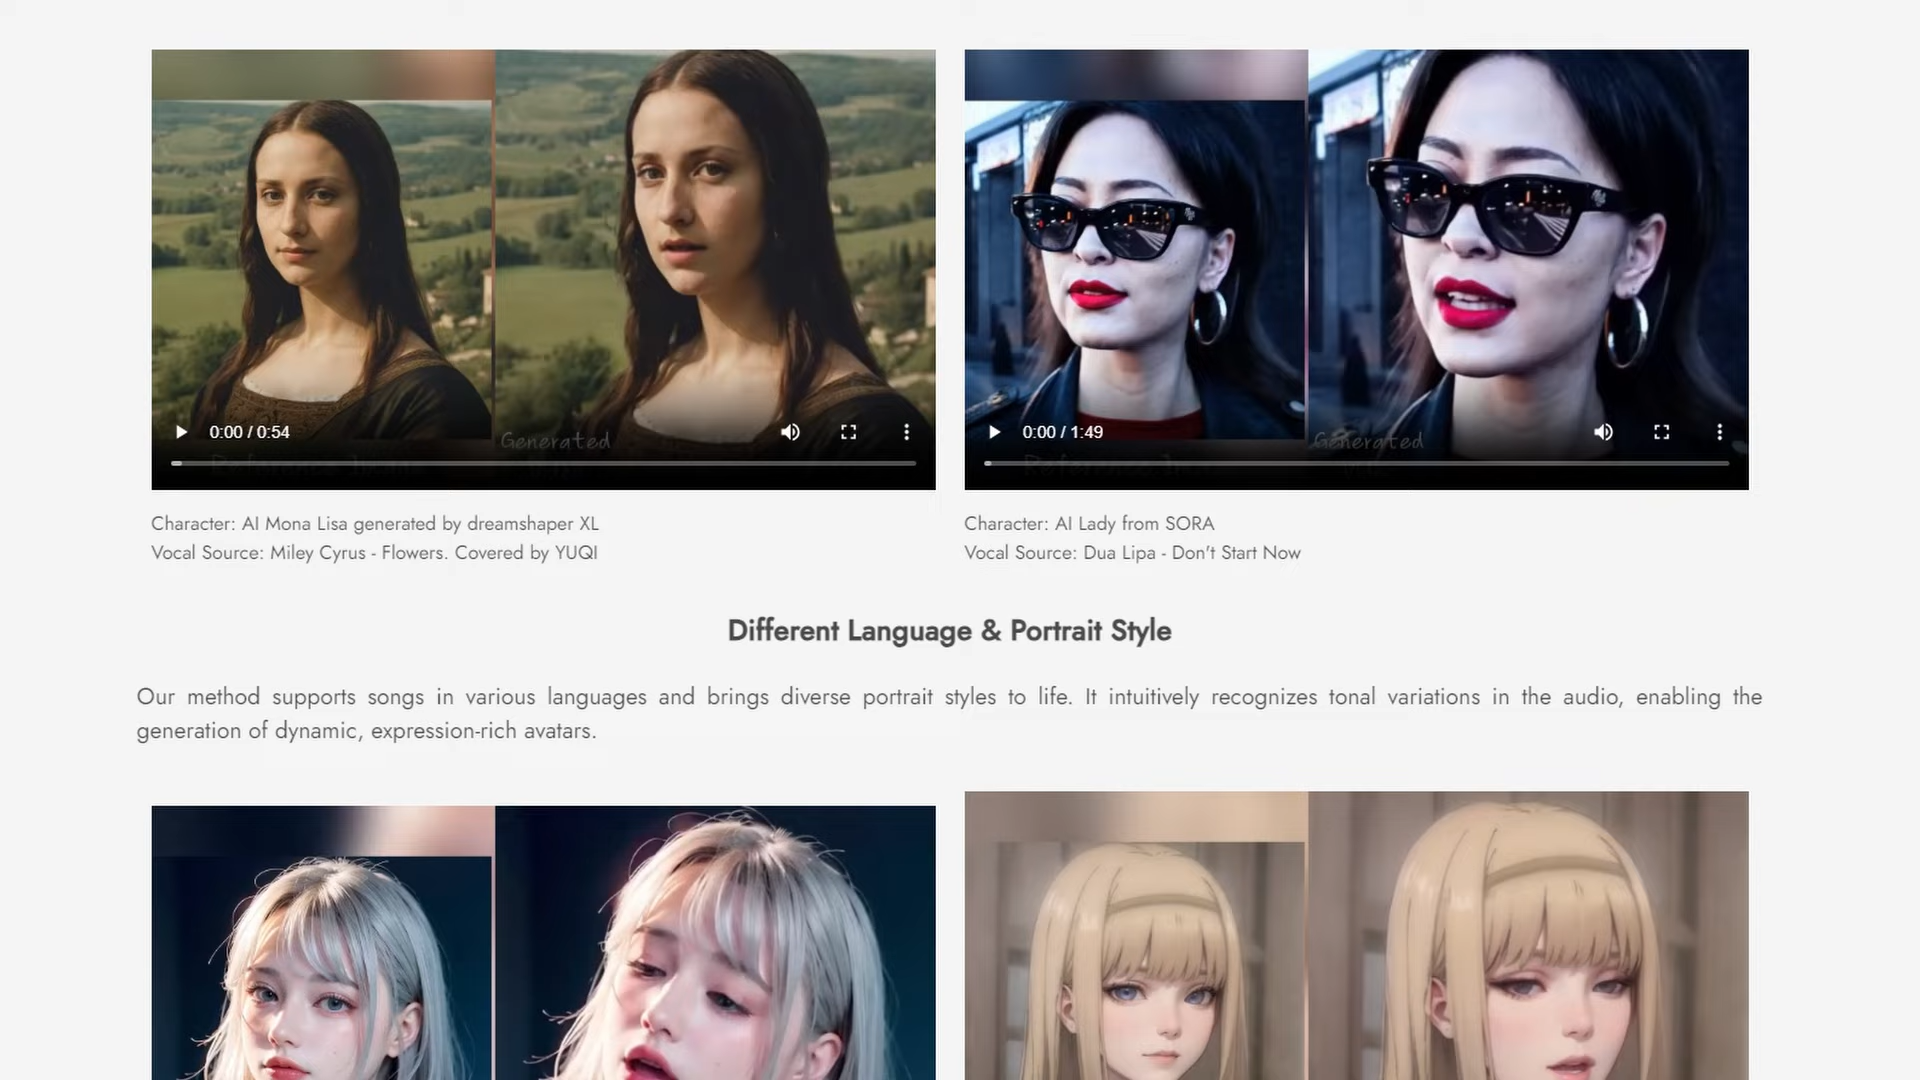 0:00 / 0:54
Generated
0:00 / 1:49
Generated
Character: AI Mona Lisa generated by dreamshaper XL
Vocal Source: Miley Cyrus - Flowers. Covered by YUQI
Character: AI Lady from SORA
Vocal Source: Dua Lipa - Don't Start Now
Different Language & Portrait Style
Our method supports songs in various languages and brings diverse portrait styles to life. It intuitively recognizes tonal variations in the audio, enabling the
generation of dynamic, expression-rich avatars.